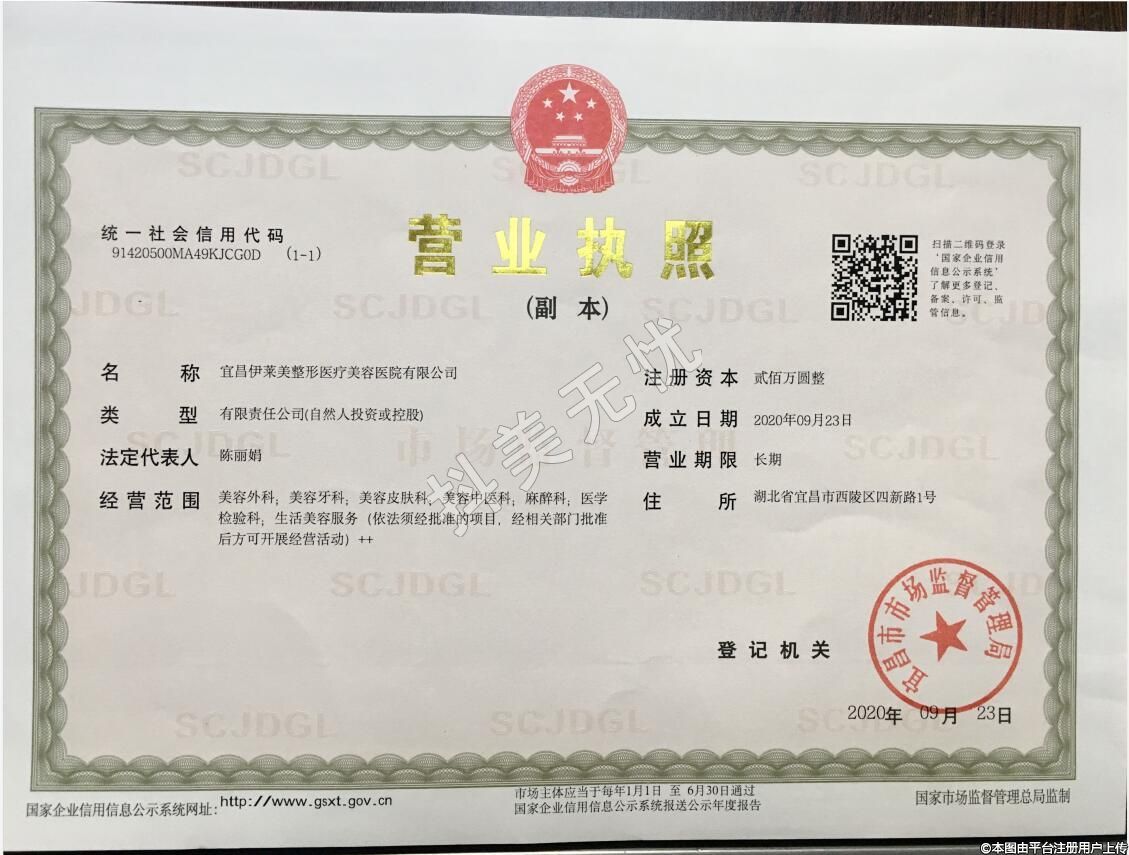 统一社会信用代码
91420500MA49KJCG0D (1-1)
营业执照
(副 本)
扫描二维码登录
‘国家企业信用
信息公示系统’
了解更多登记、
备案、许可、监
管信息。
名 称 宜昌伊莱美整形医疗美容医院有限公司
类 型 有限责任公司(自然人投资或控股)
法定代表人 陈丽娟
经营范围 美容外科；美容牙科；美容皮肤科；美容中医科；麻醉科；医学
检验科；生活美容服务（依法须经批准的项目，经相关部门批准
后方可开展经营活动）++
注册资本 贰佰万圆整
成立日期 2020年09月23日
营业期限 长期
住 所 湖北省宜昌市西陵区四新路1号
抖美无忧
登记机关
宜昌市市场监督管理局
2020年 09月 23日
SCJDGL
SCJDGL
SCJDGL
SCJDGL
SCJDGL
SCJDGL
SCJDGL
SCJDGL
SCJDGL
SCJDGL
国家企业信用信息公示系统网址：http://www.gsxt.gov.cn
市场主体应当于每年1月1日 至 6月30日通过
国家企业信用信息公示系统报送公示年度报告
国家市场监督管理总局监制
©本图由平台注册用户上传